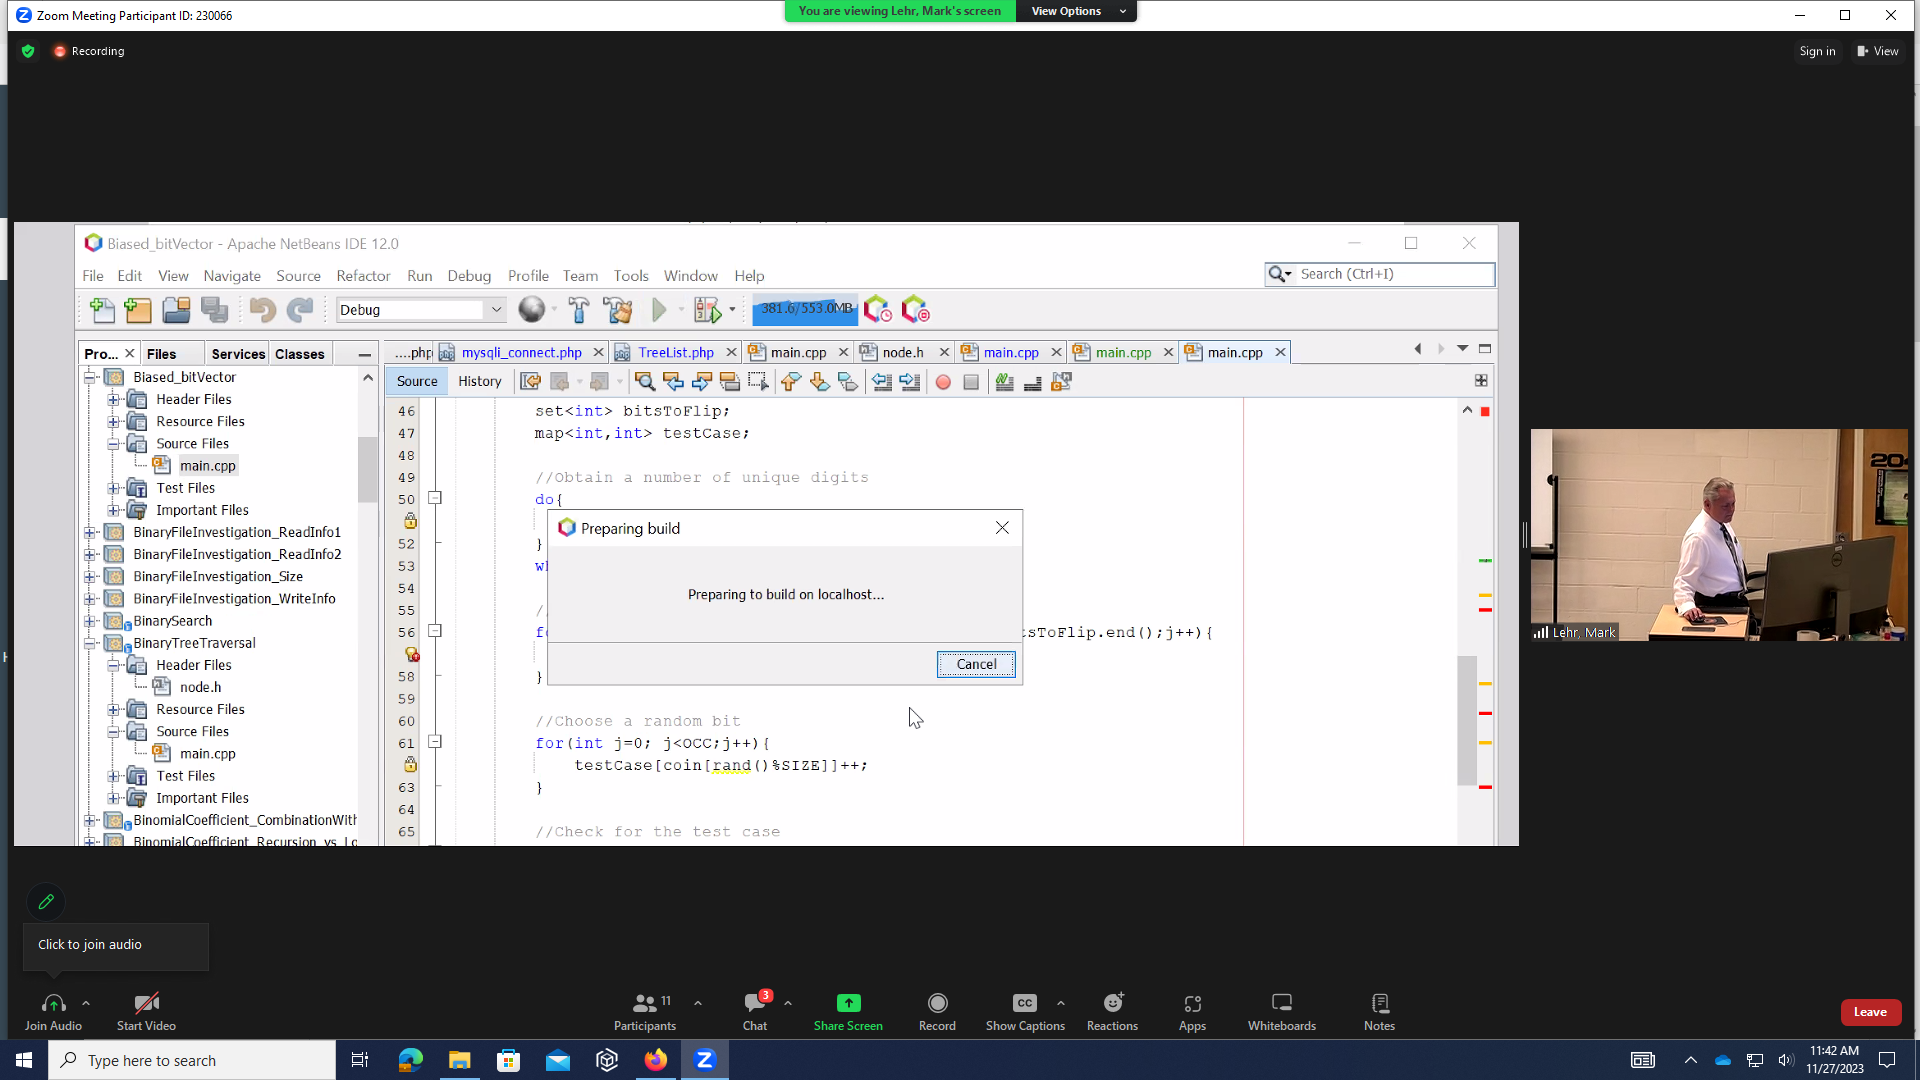 Zoom Meeting Participant ID: 230066
You are viewing Lehr, Mark's screen
View Options
Recording
Sign in
View
Biased_bitVector - Apache NetBeans IDE 12.0
File Edit View Navigate Source Refactor Run Debug Profile Team Tools Window Help
Search (Ctrl+I)
Debug
381.6/553.0MB
Pro... Files Services Classes
....php mysqli_connect.php TreeList.php main.cpp node.h main.cpp main.cpp main.cpp
Source History
Biased_bitVector
Header Files
Resource Files
Source Files
main.cpp
Test Files
Important Files
BinaryFileInvestigation_ReadInfo1
BinaryFileInvestigation_ReadInfo2
BinaryFileInvestigation_Size
BinaryFileInvestigation_WriteInfo
BinarySearch
BinaryTreeTraversal
Header Files
node.h
Resource Files
Source Files
main.cpp
Test Files
Important Files
BinomialCoefficient_CombinationWith
BinomialCoefficient_Recursion_vs_Lo
46 set<int> bitsToFlip;
47 map<int,int> testCase;
48
49 //Obtain a number of unique digits
50 do{
52 }
53 wh
54
55 /
56 fo sToFlip.end();j++){
58 }
59
60 //Choose a random bit
61 for(int j=0; j<OCC;j++){
testCase[coin[rand()%SIZE]]++;
63 }
64
65 //Check for the test case
Preparing build
Preparing to build on localhost...
Cancel
Lehr, Mark
Click to join audio
Join Audio
Start Video
Participants 11
Chat 3
Share Screen
Record
CC
Show Captions
Reactions
Apps
Whiteboards
Notes
Leave
Type here to search
11:42 AM
11/27/2023